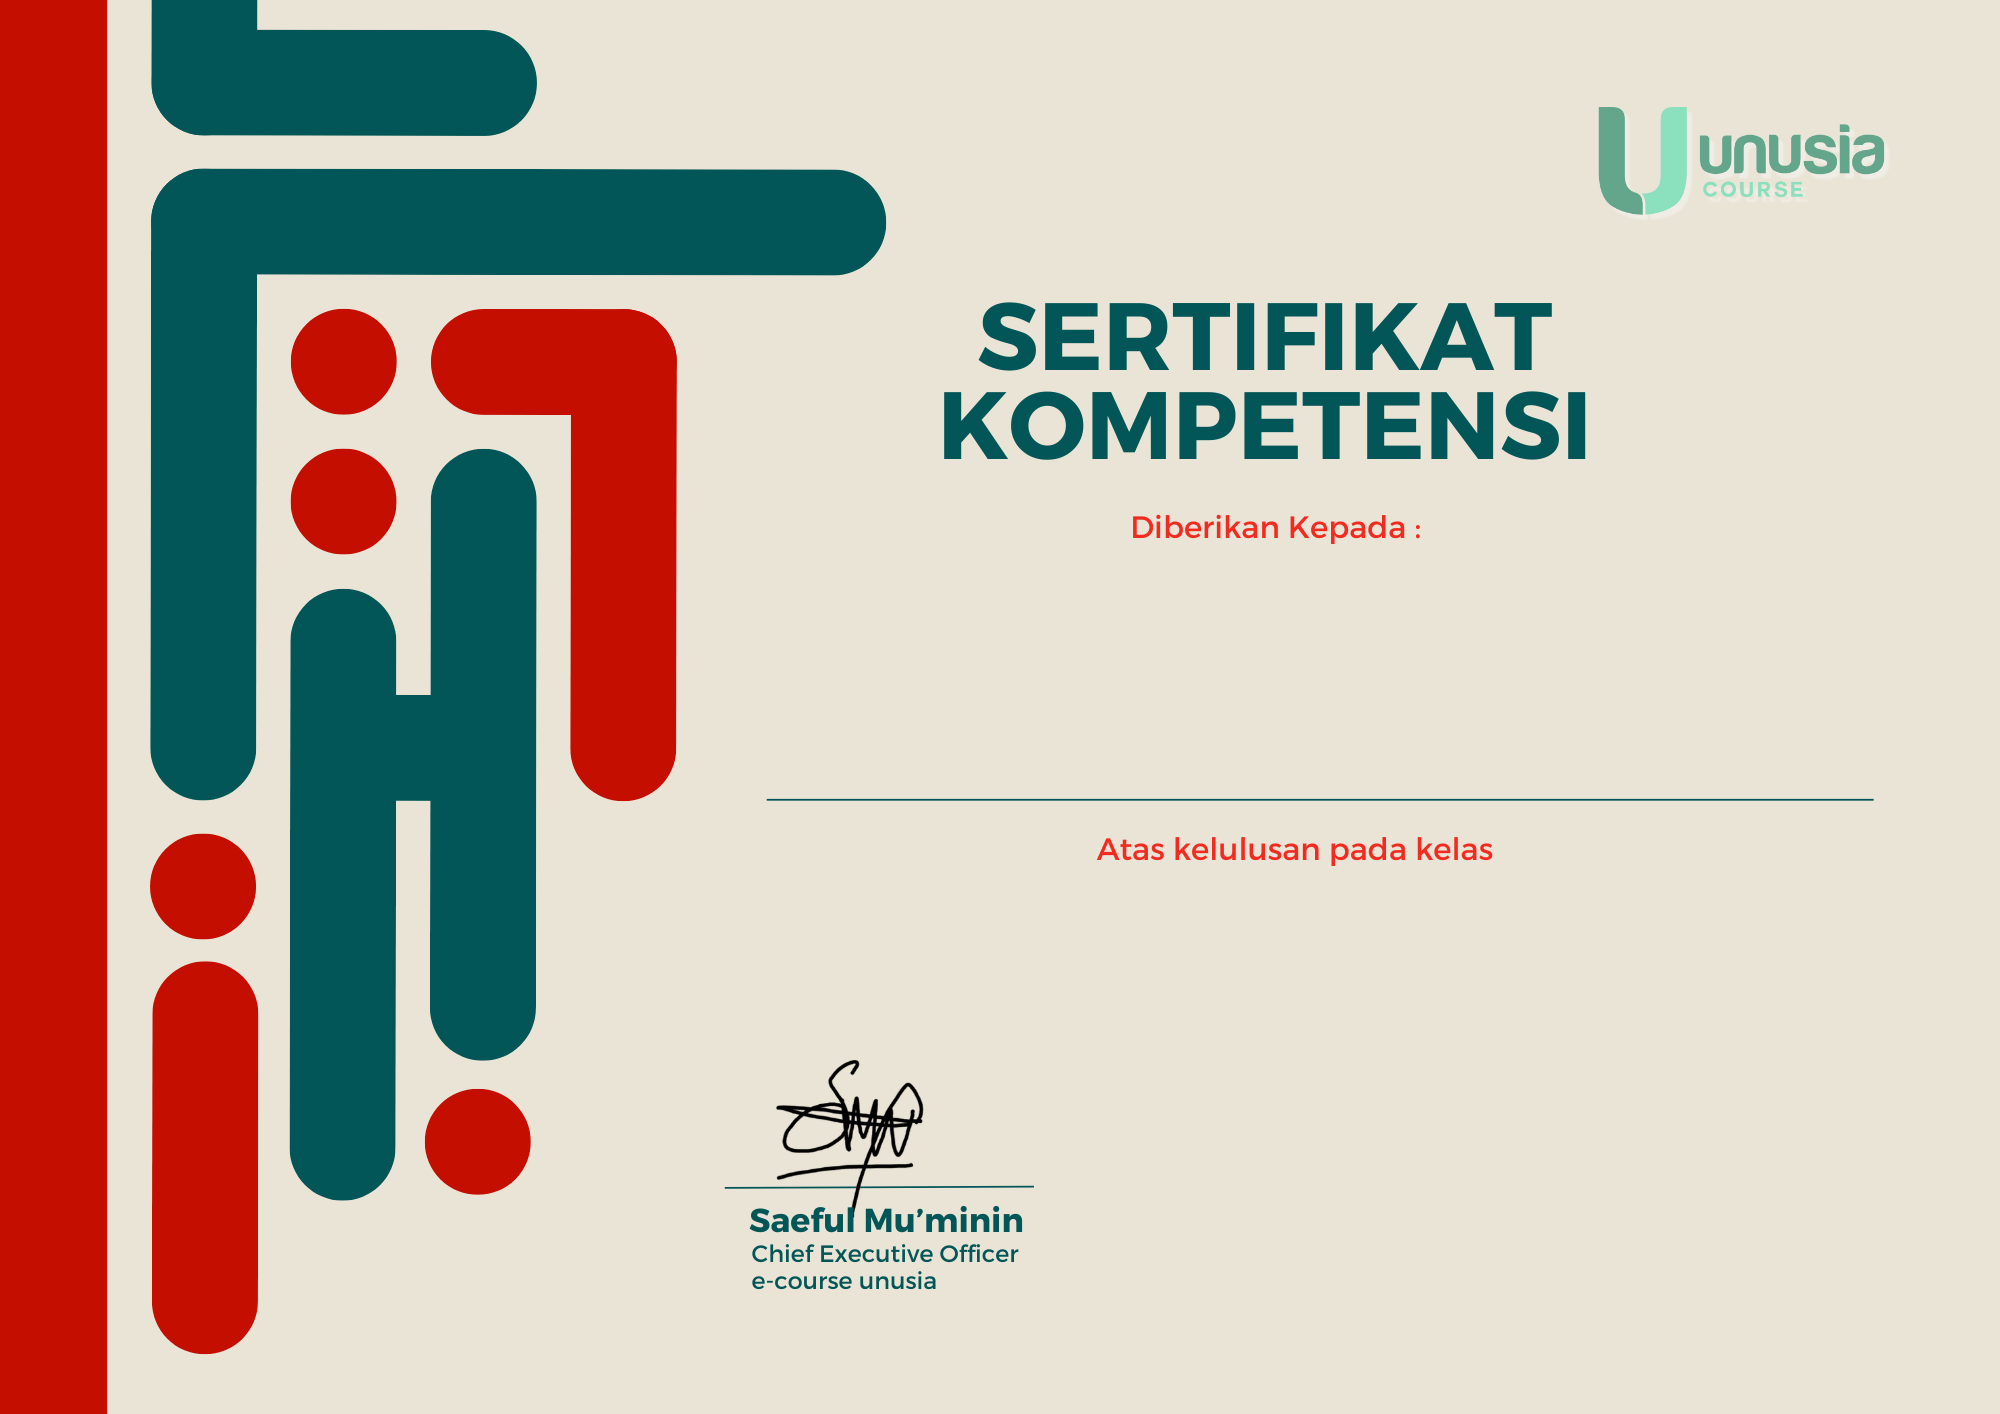 unusia
COURSE
SERTIFIKAT
KOMPETENSI
Diberikan Kepada :
Atas kelulusan pada kelas
Saeful Mu’minin
Chief Executive Officer
e-course unusia